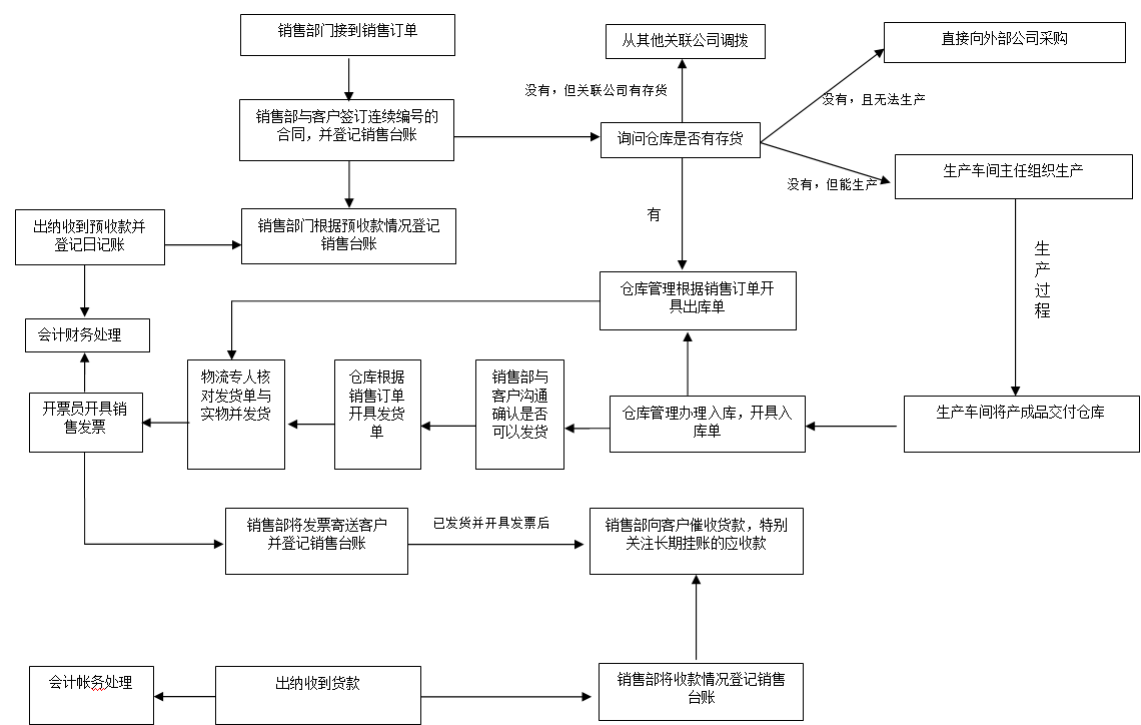 销售部门接到销售订单
从其他关联公司调拨
直接向外部公司采购
没有，但关联公司有存货
没有，且无法生产
销售部与客户签订连续编号的
合同，并登记销售台账
询问仓库是否有存货
没有，但能生产
生产车间主任组织生产
出纳收到预收款并
登记日记账
销售部门根据预收款情况登记
销售台账
有
生
产
过
程
仓库管理根据销售订单开
具出库单
会计财务处理
物流专人核
对发货单与
实物并发货
仓库根据
销售订单
开具发货
单
销售部与
客户沟通
确认是否
可以发货
开票员开具销
售发票
仓库管理办理入库，开具入
库单
生产车间将产成品交付仓库
销售部将发票寄送客户
并登记销售台账
已发货并开具发票后
销售部向客户催收货款，特别
关注长期挂账的应收款
会计帐务处理
出纳收到货款
销售部将收款情况登记销售
台账